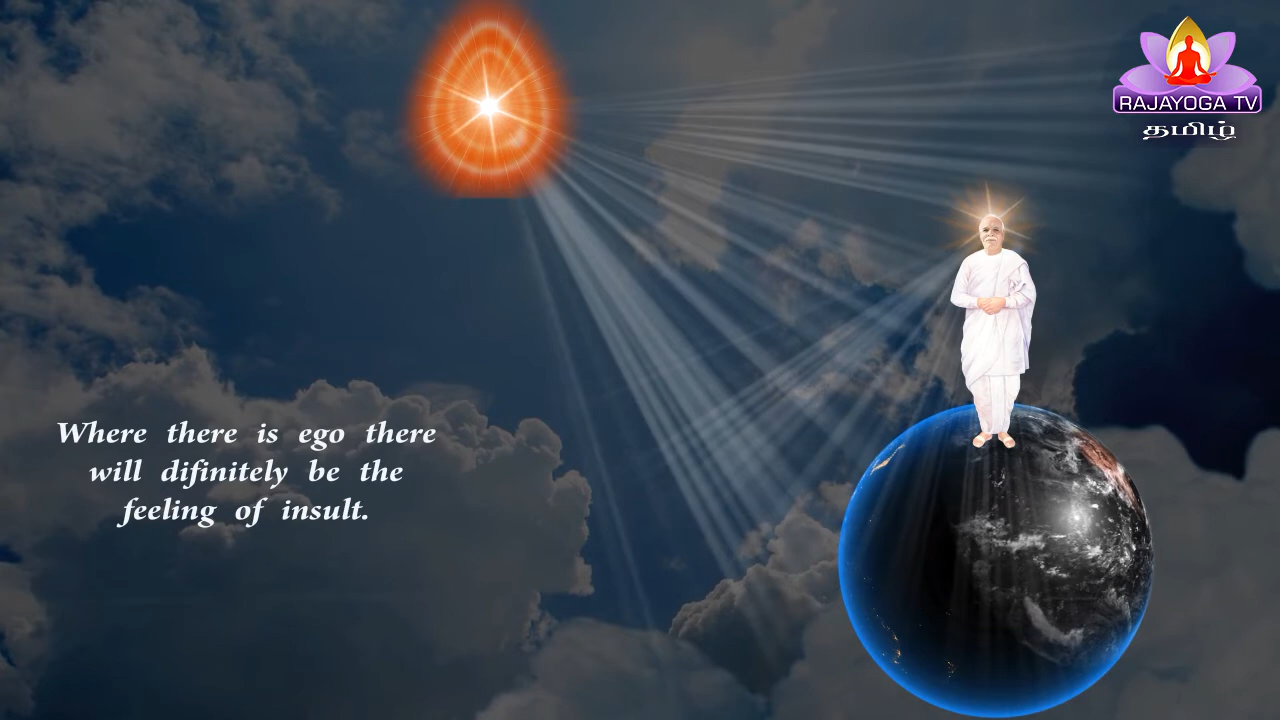 RAJAYOGA TV
தமிழ்
Where there is ego there
will difinitely be the
feeling of insult.